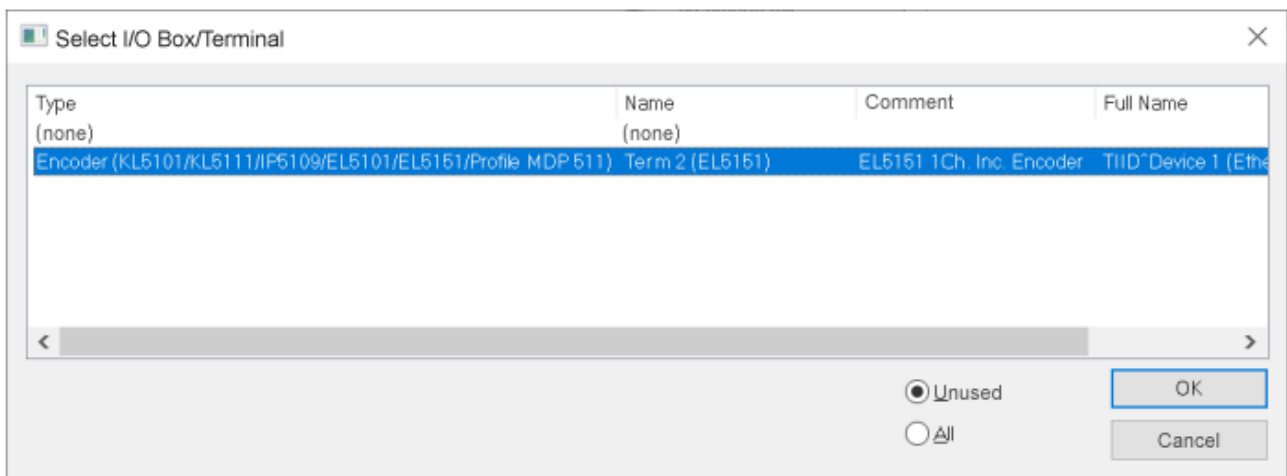 Select I/O Box/Terminal
Type Name Comment Full Name
(none) (none)
Encoder (KL5101/KL5111/IP5109/EL5101/EL5151/Profile MDP 511) Term 2 (EL5151) EL5151 1Ch. Inc. Encoder TIID^Device 1 (Ethe
Unused OK
All Cancel